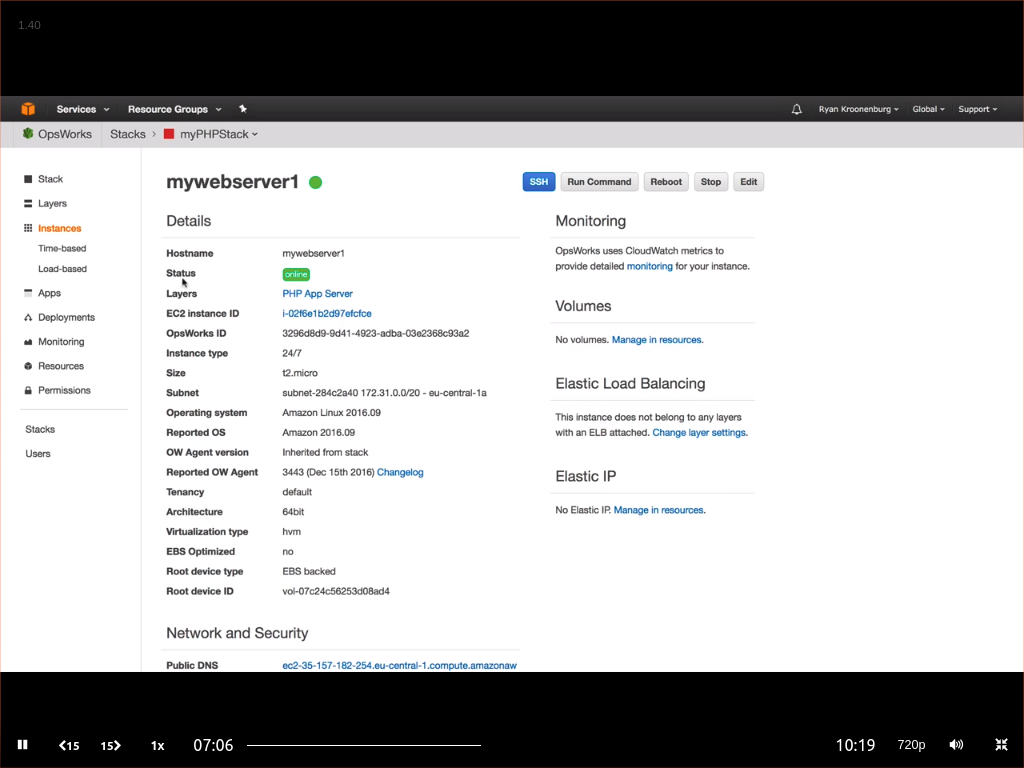 1.40
Services Resource Groups Ryan Kroonenburg Global Support
OpsWorks Stacks myPHPStack
Stack
Layers
Instances
Time-based
Load-based
Apps
Deployments
Monitoring
Resources
Permissions
Stacks
Users
mywebserver1
SSH Run Command Reboot Stop Edit
Details
Hostname mywebserver1
Status online
Layers PHP App Server
EC2 instance ID i-02f6e1b2d97efcfce
OpsWorks ID 3296d8d9-9d41-4923-adba-03e2368c93a2
Instance type 24/7
Size t2.micro
Subnet subnet-284c2a40 172.31.0.0/20 - eu-central-1a
Operating system Amazon Linux 2016.09
Reported OS Amazon 2016.09
OW Agent version Inherited from stack
Reported OW Agent 3443 (Dec 15th 2016) Changelog
Tenancy default
Architecture 64bit
Virtualization type hvm
EBS Optimized no
Root device type EBS backed
Root device ID vol-07c24c56253d08ad4
Network and Security
Public DNS ec2-35-157-182-254.eu-central-1.compute.amazonaw
Monitoring
OpsWorks uses CloudWatch metrics to
provide detailed monitoring for your instance.
Volumes
No volumes. Manage in resources.
Elastic Load Balancing
This instance does not belong to any layers
with an ELB attached. Change layer settings.
Elastic IP
No Elastic IP. Manage in resources.
15 15 1x 07:06 10:19 720p